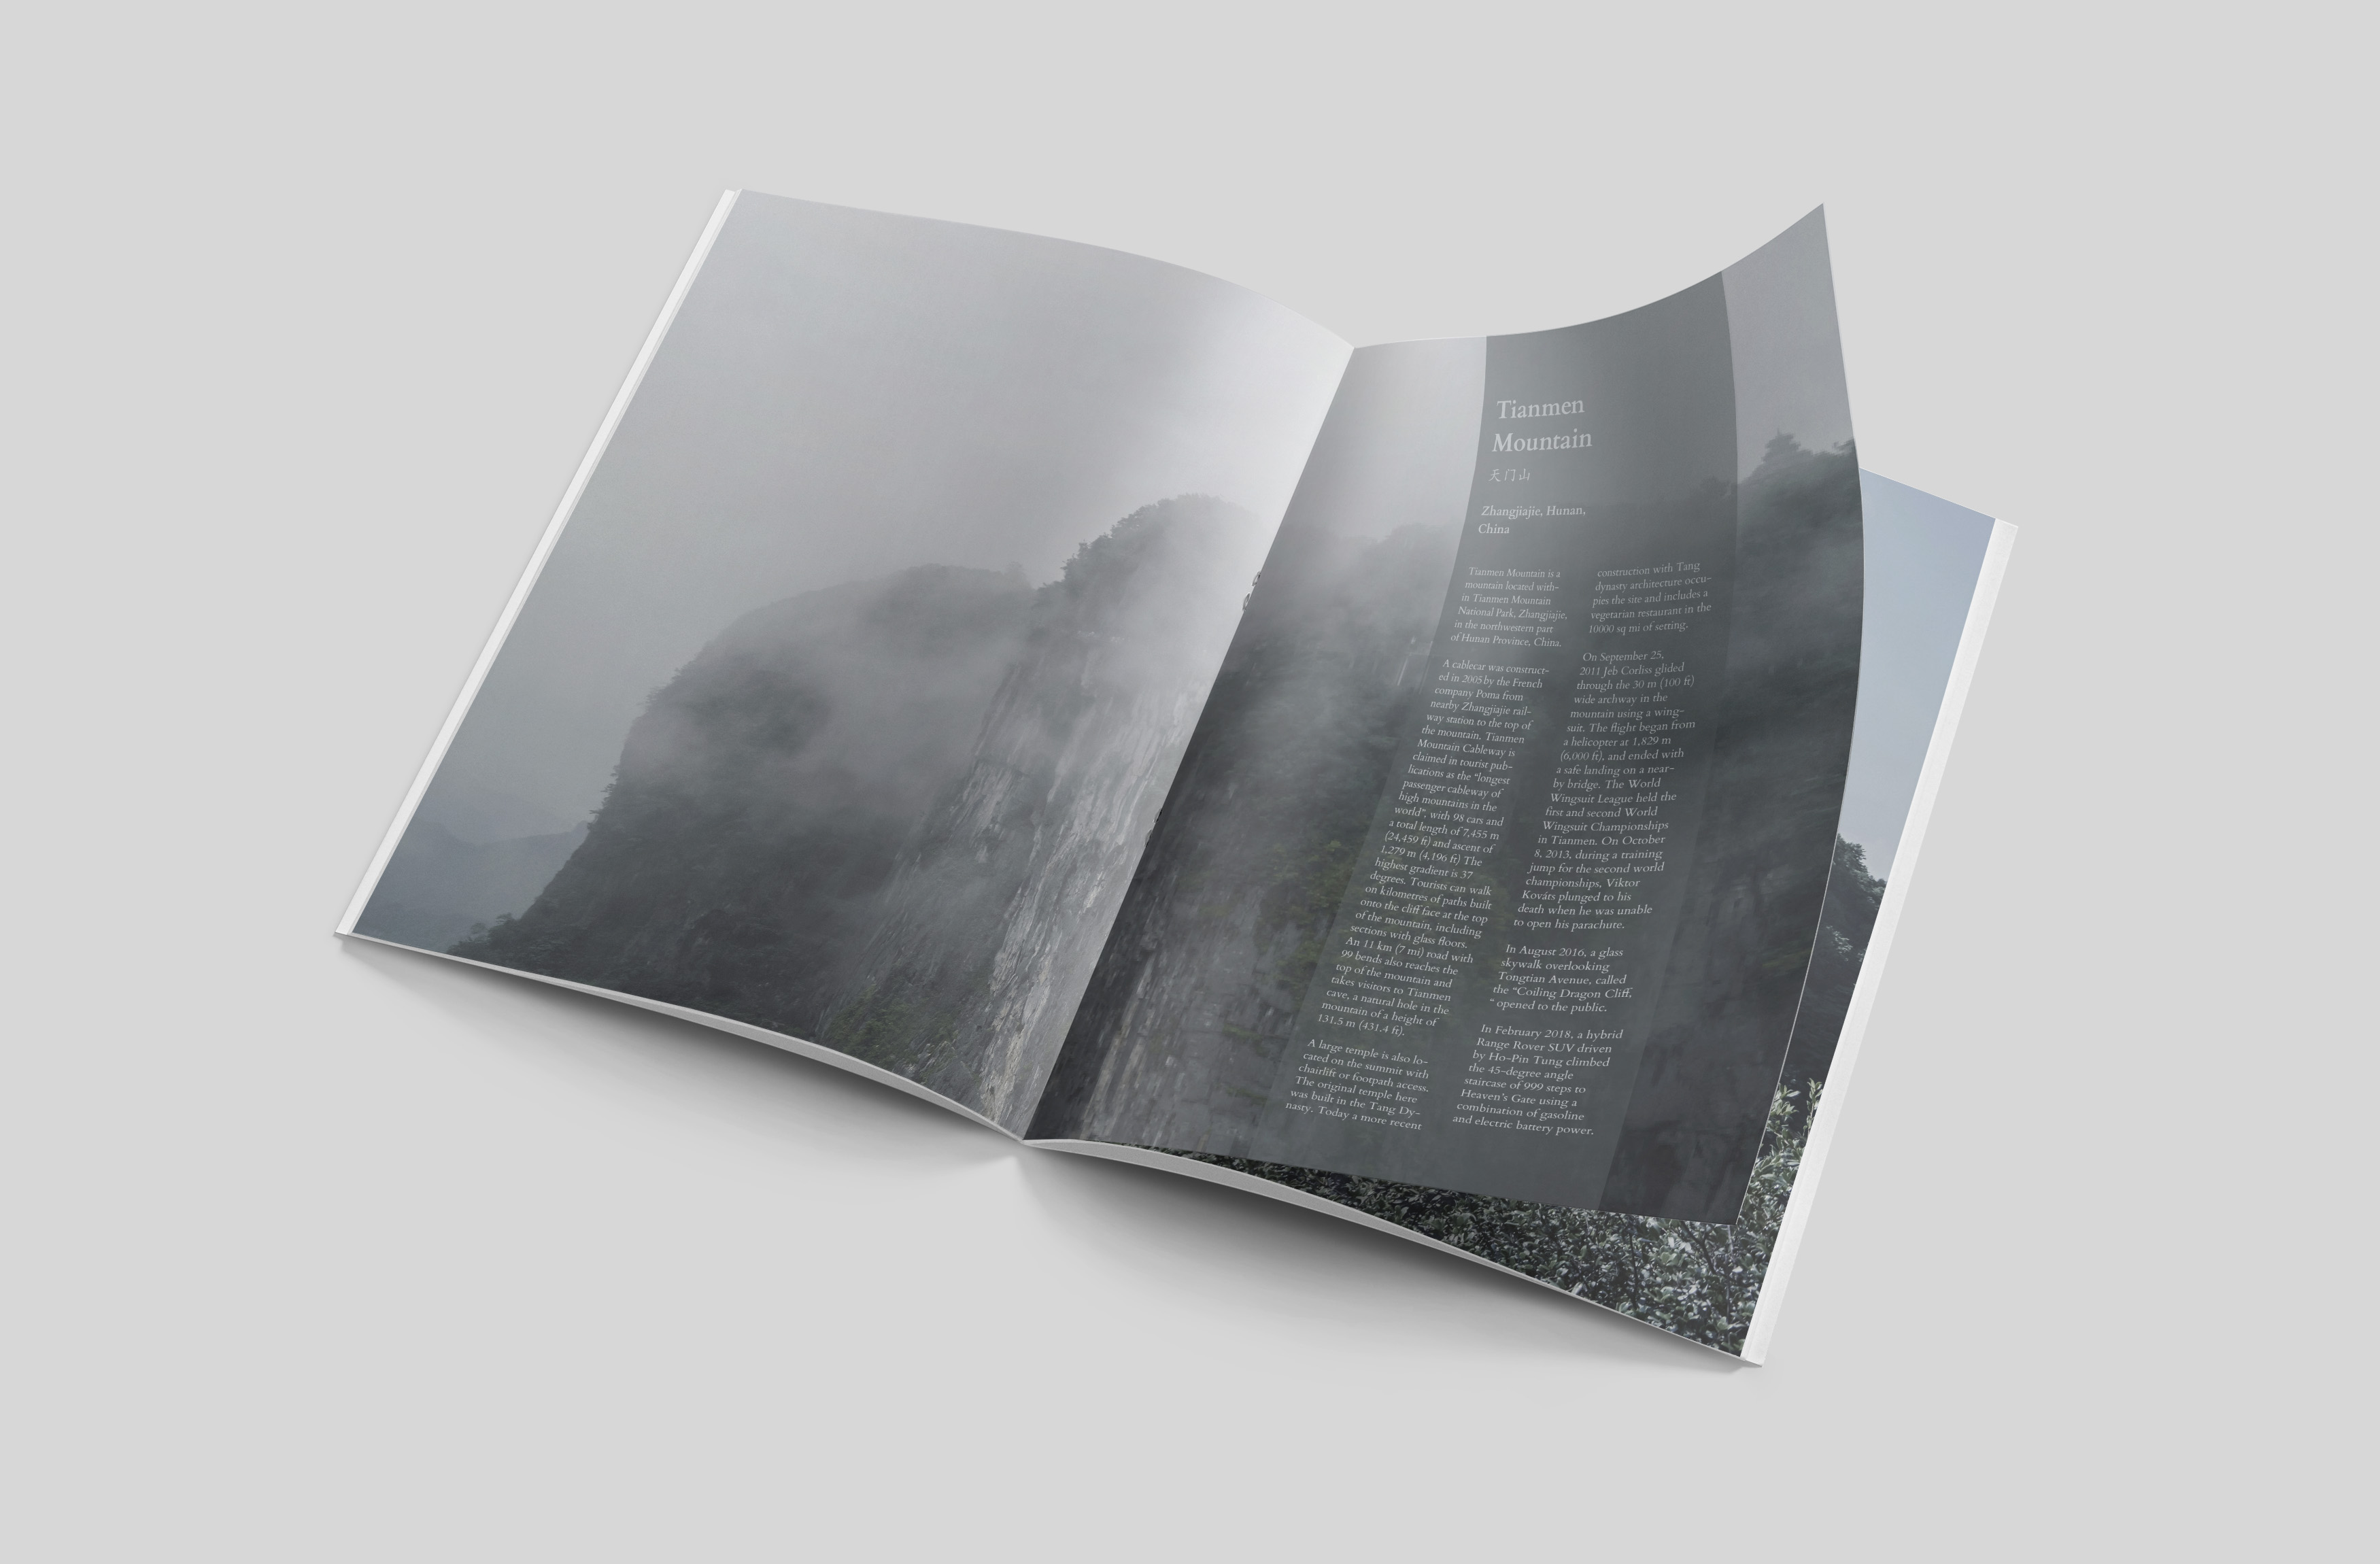 Tianmen
Mountain
天门山
Zhangjiajie, Hunan,
China
Tianmen Mountain is a
mountain located with-
in Tianmen Mountain
National Park, Zhangjiajie,
in the northwestern part
of Hunan Province, China.
A cablecar was construct-
ed in 2005 by the French
company Poma from
nearby Zhangjiajie rail-
way station to the top of
the mountain. Tianmen
Mountain Cableway is
claimed in tourist pub-
lications as the "longest
passenger cableway of
high mountains in the
world", with 98 cars and
a total length of 7,455 m
(24,459 ft) and ascent of
1,279 m (4,196 ft) The
highest gradient is 37
degrees. Tourists can walk
on kilometres of paths built
onto the cliff face at the top
of the mountain, including
sections with glass floors.
An 11 km (7 mi) road with
99 bends also reaches the
top of the mountain and
takes visitors to Tianmen
cave, a natural hole in the
mountain of a height of
131.5 m (431.4 ft).
A large temple is also lo-
cated on the summit with
chairlift or footpath access.
The original temple here
was built in the Tang Dy-
nasty. Today a more recent
construction with Tang
dynasty architecture occu-
pies the site and includes a
vegetarian restaurant in the
10000 sq mi of setting.
On September 25,
2011 Jeb Corliss glided
through the 30 m (100 ft)
wide archway in the
mountain using a wing-
suit. The flight began from
a helicopter at 1,829 m
(6,000 ft), and ended with
a safe landing on a near-
by bridge. The World
Wingsuit League held the
first and second World
Wingsuit Championships
in Tianmen. On October
8, 2013, during a training
jump for the second world
championships, Viktor
Kováts plunged to his
death when he was unable
to open his parachute.
In August 2016, a glass
skywalk overlooking
Tongtian Avenue, called
the "Coiling Dragon Cliff,
" opened to the public.
In February 2018, a hybrid
Range Rover SUV driven
by Ho-Pin Tung climbed
the 45-degree angle
staircase of 999 steps to
Heaven's Gate using a
combination of gasoline
and electric battery power.